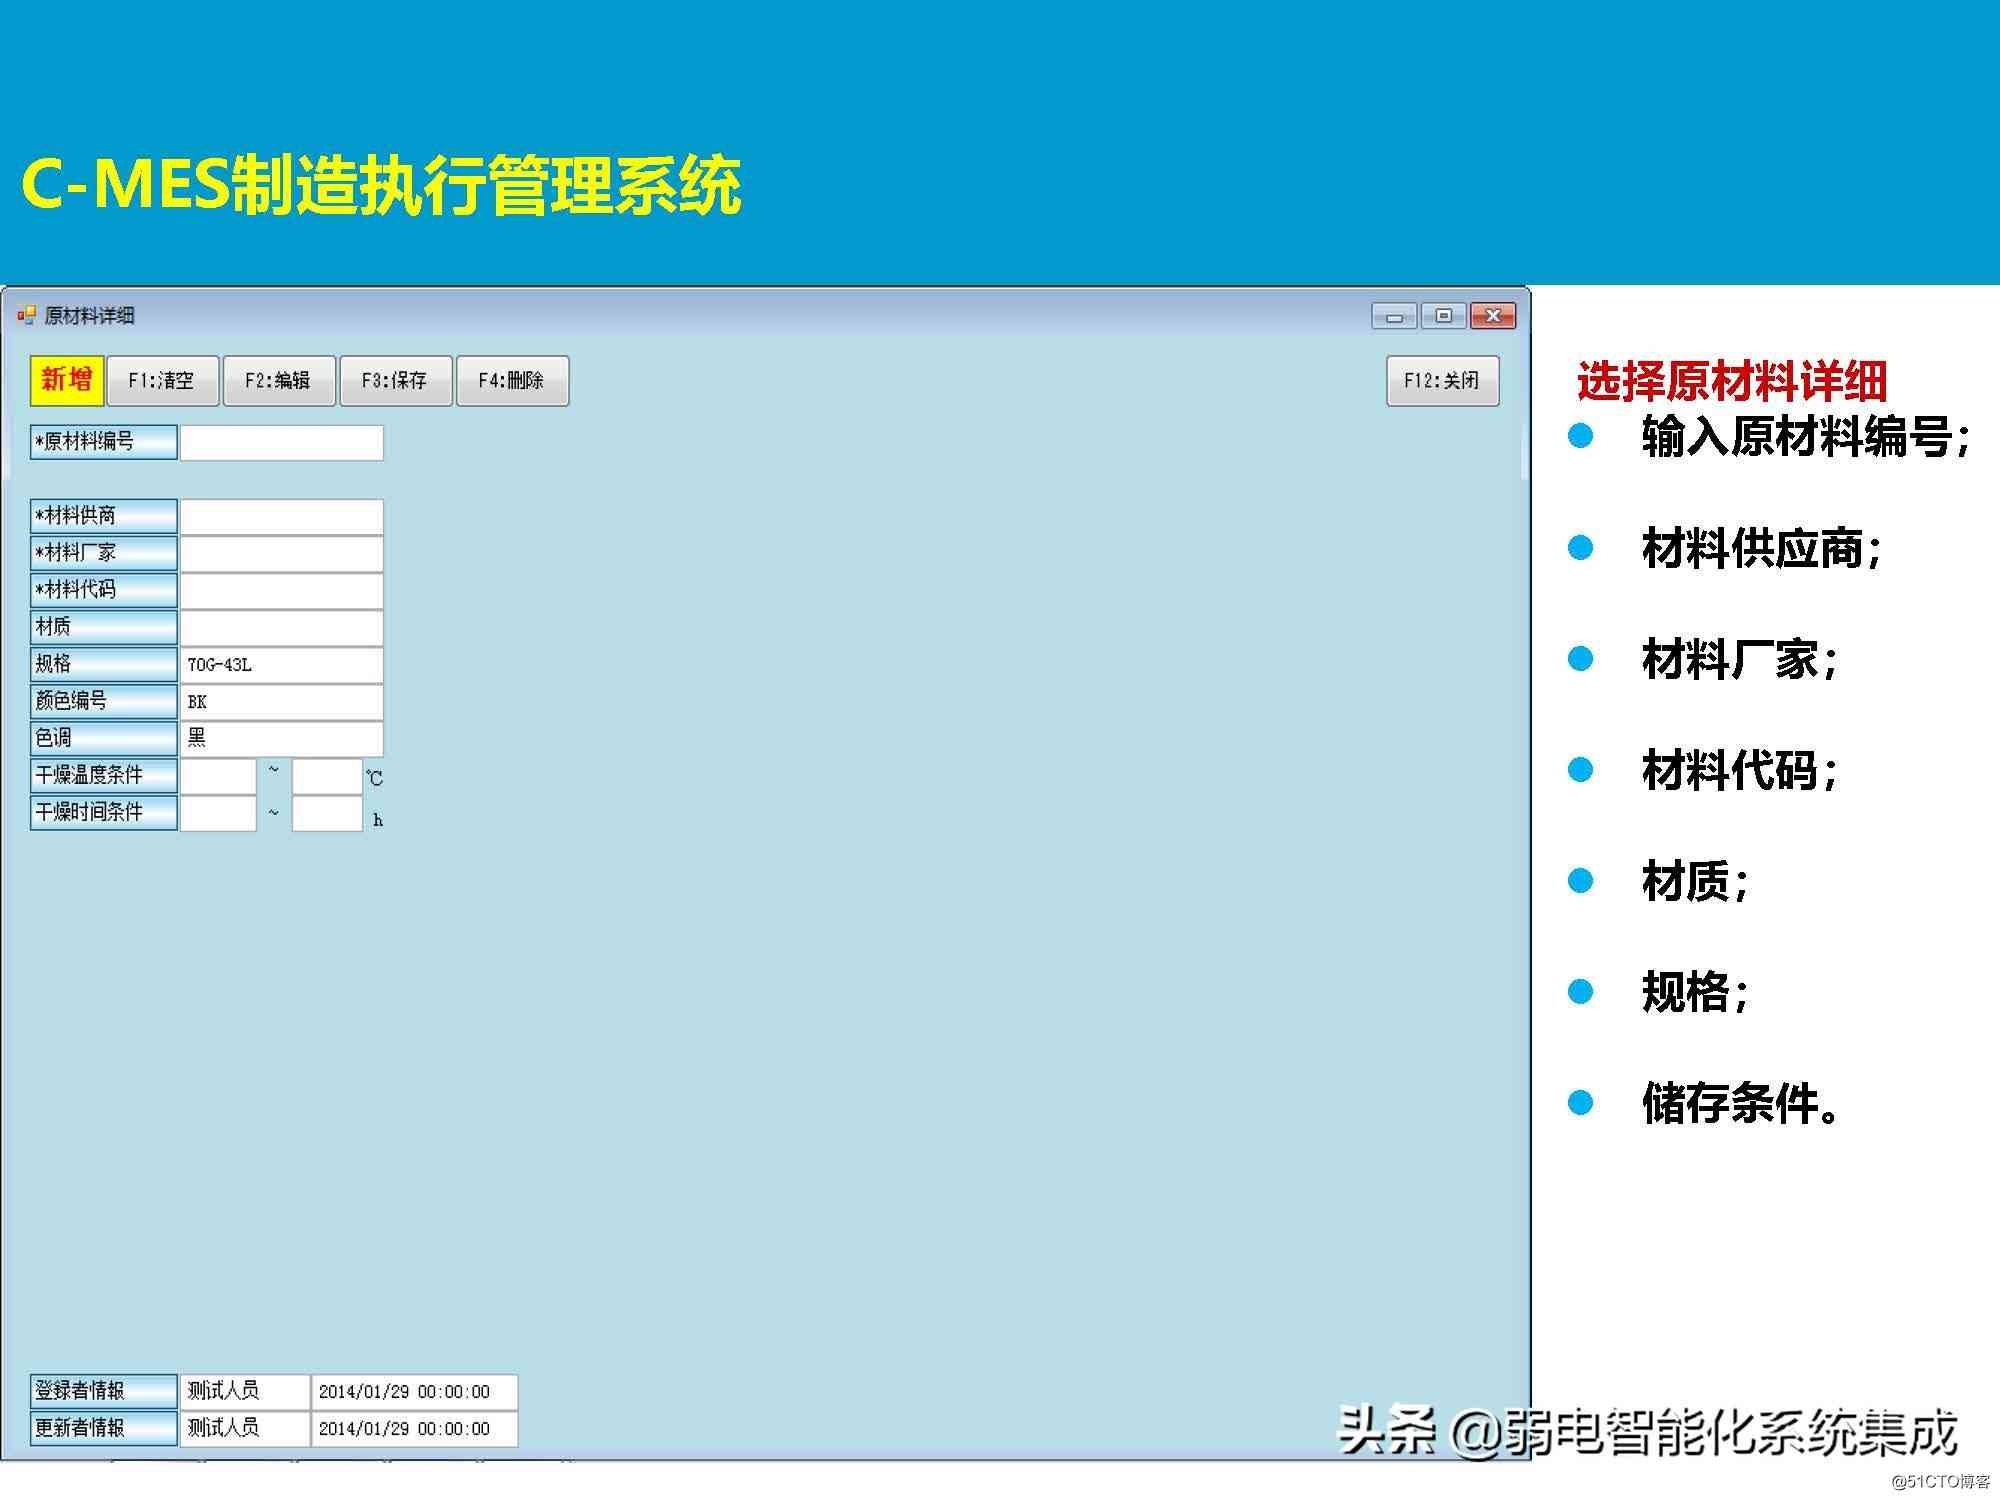 C-MES制造执行管理系统
原材料详细
新增 F1:清空 F2:编辑 F3:保存 F4:删除 F12:关闭
*原材料编号
*材料供商
*材料厂家
*材料代码
材质
规格 70G-43L
颜色编号 BK
色调 黑
干燥温度条件 ~ ℃
干燥时间条件 ~ h
登録者情報 测试人员 2014/01/29 00:00:00
更新者情報 测试人员 2014/01/29 00:00:00
选择原材料详细
● 输入原材料编号；
● 材料供应商；
● 材料厂家；
● 材料代码；
● 材质；
● 规格；
● 储存条件。
头条 @弱电智能化系统集成
@51CTO博客